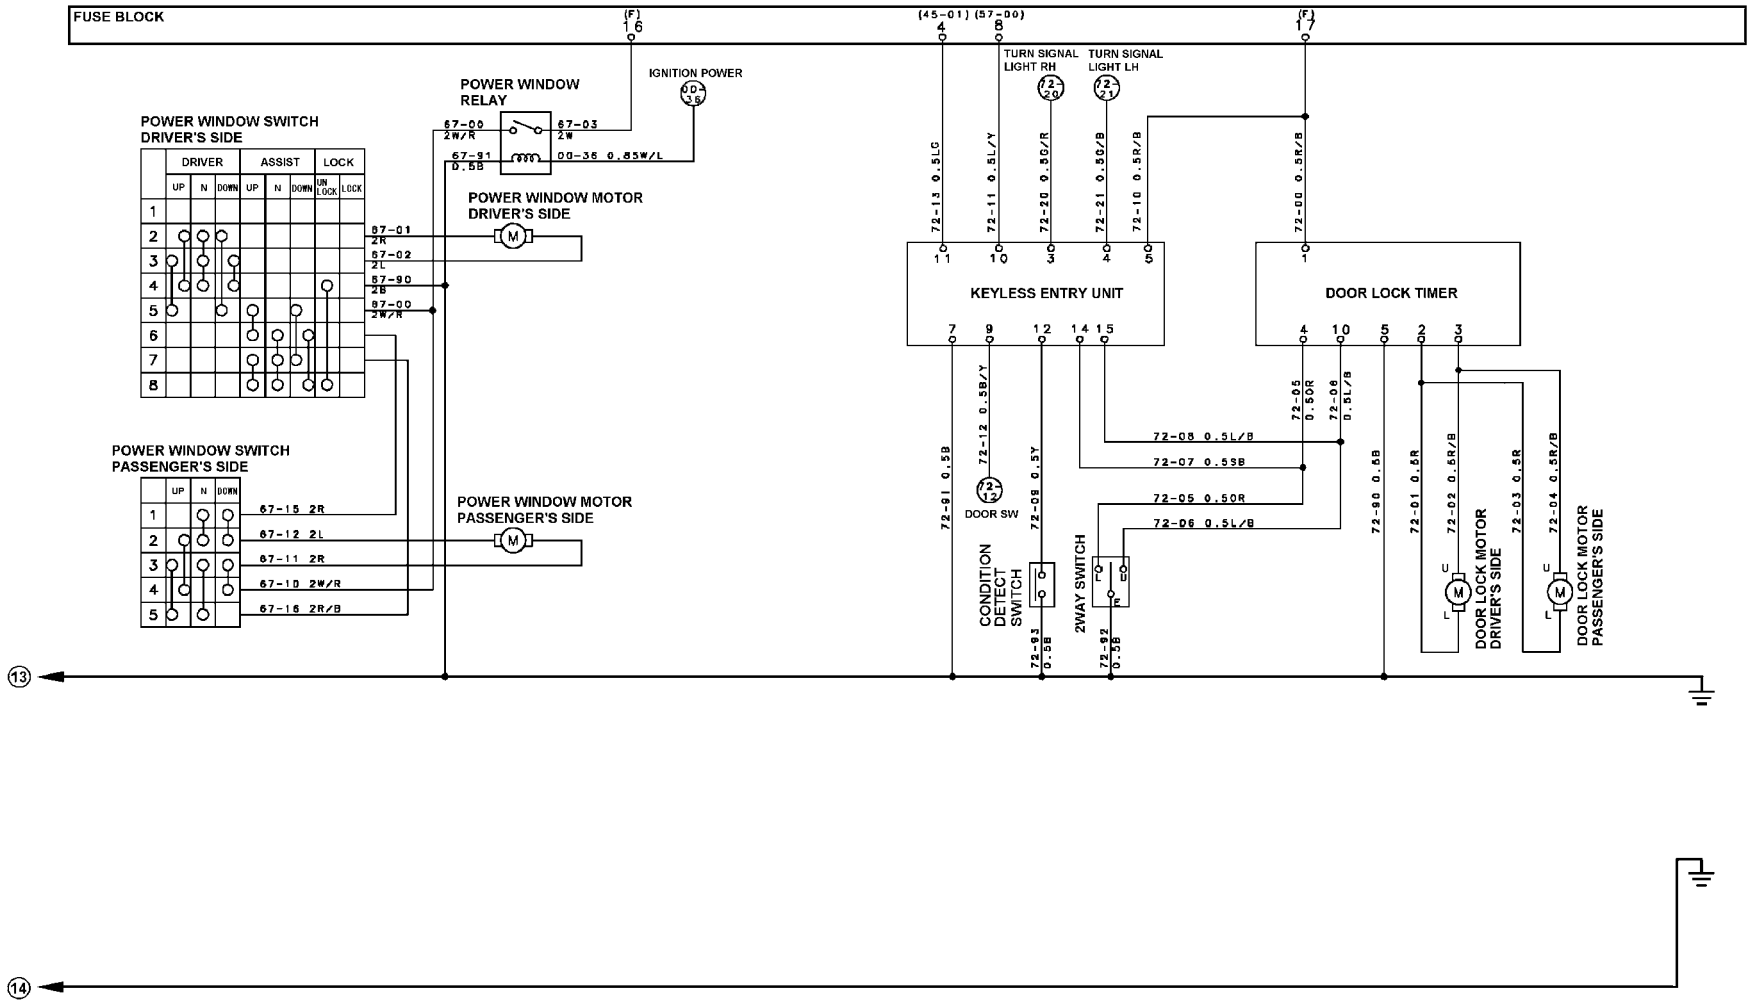 FUSE BLOCK
(F)
16
(45-01) (57-00)
4 8
(F)
17
TURN SIGNAL
LIGHT RH
TURN SIGNAL
LIGHT LH
72-
20
72-
21
IGNITION POWER
00-
36
POWER WINDOW
RELAY
67-00
2W/R
67-03
2W
67-91
0.5B
00-36 0.85W/L
POWER WINDOW SWITCH
DRIVER'S SIDE
DRIVER ASSIST LOCK
UP N DOWN UP N DOWN UN
LOCK LOCK
1
2
3
4
5
6
7
8
67-01
2R
67-02
2L
67-90
2B
67-00
2W/R
POWER WINDOW MOTOR
DRIVER'S SIDE
M
POWER WINDOW SWITCH
PASSENGER'S SIDE
UP N DOWN
1
2
3
4
5
67-15 2R
67-12 2L
67-11 2R
67-10 2W/R
67-16 2R/B
POWER WINDOW MOTOR
PASSENGER'S SIDE
M
72-13 0.5LG
72-11 0.5L/Y
72-20 0.5G/R
72-21 0.5G/B
72-10 0.5R/B
72-00 0.5R/B
11 10 3 4 5
KEYLESS ENTRY UNIT
7 9 12 14 15
1
DOOR LOCK TIMER
4 10 5 2 3
72-91 0.5B
72-12 0.5B/Y
72-
12
DOOR SW
72-09 0.5Y
72-08 0.5L/B
72-07 0.5SB
72-05 0.5OR
72-06 0.5L/B
72-05
0.5OR
72-06
0.5L/B
72-90 0.5B
72-01 0.5R
72-02 0.5R/B
72-03 0.5R
72-04 0.5R/B
CONDITION
DETECT
SWITCH
72-93
0.5B
2WAY SWITCH
L U
E
72-92
0.5B
U
M
L
DOOR LOCK MOTOR
DRIVER'S SIDE
U
M
L
DOOR LOCK MOTOR
PASSENGER'S SIDE
13
14